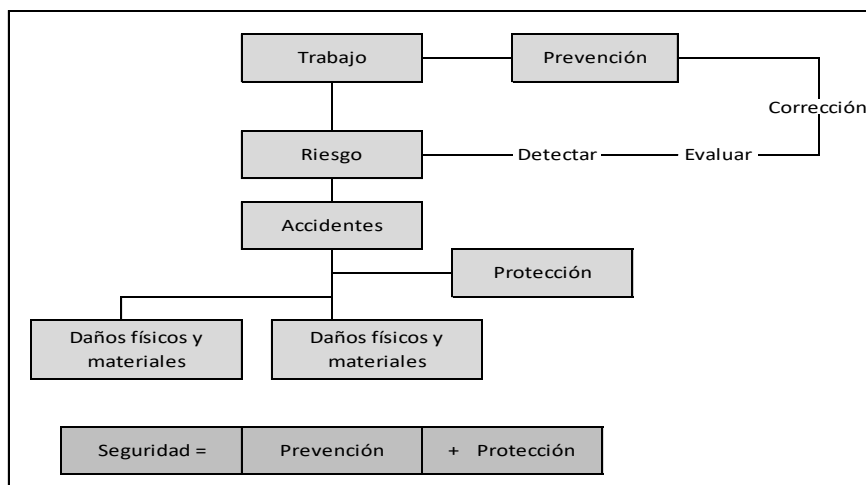 Trabajo
Prevención
Corrección
Riesgo
Detectar
Evaluar
Accidentes
Protección
Daños físicos y
materiales
Daños físicos y
materiales
Seguridad = Prevención + Protección